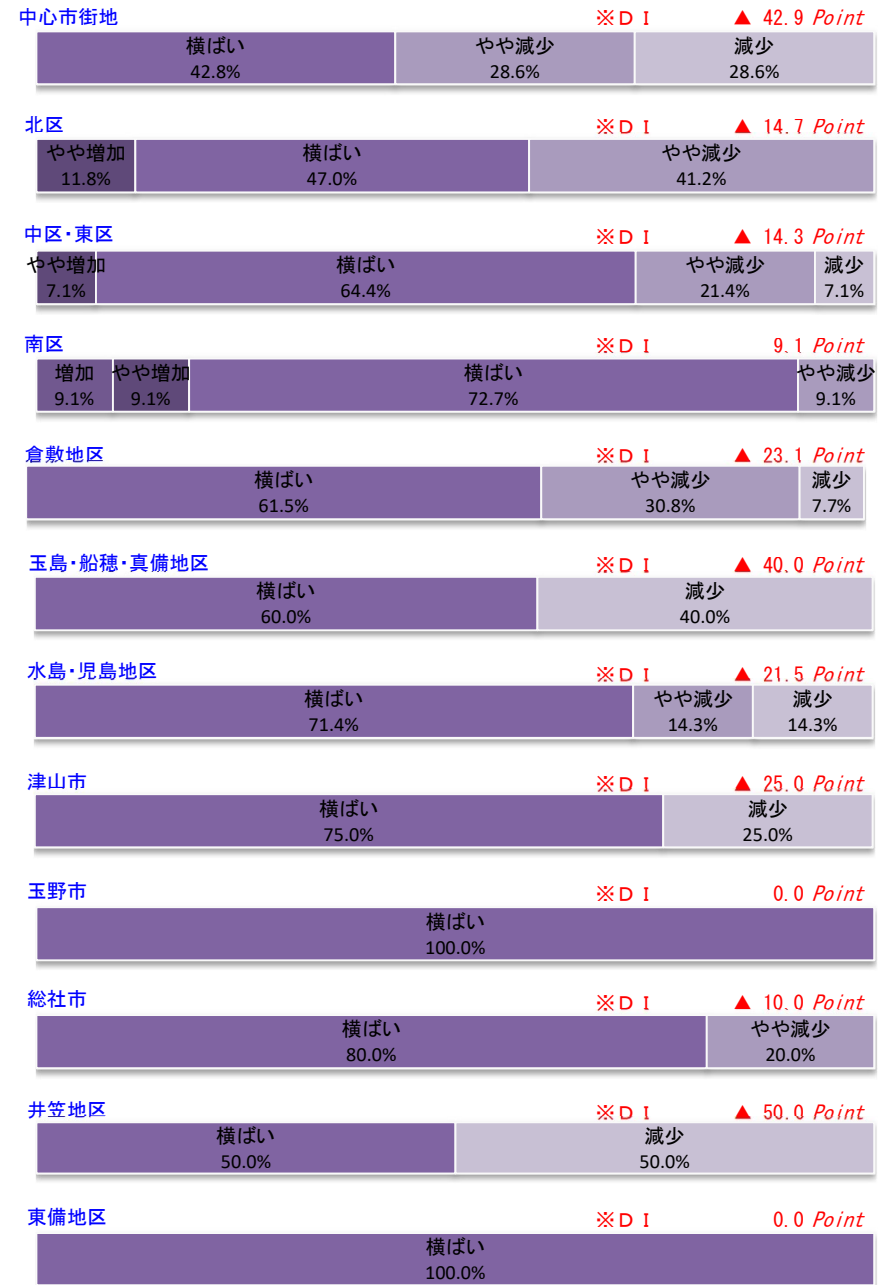 中心市街地 ※ＤＩ ▲ 42.9 Point
横ばい やや減少 減少
42.8% 28.6% 28.6%
北区 ※ＤＩ ▲ 14.7 Point
やや増加 横ばい やや減少
11.8% 47.0% 41.2%
中区・東区 ※ＤＩ ▲ 14.3 Point
やや増加 横ばい やや減少 減少
7.1% 64.4% 21.4% 7.1%
南区 ※ＤＩ 9.1 Point
増加 やや増加 横ばい やや減少
9.1% 9.1% 72.7% 9.1%
倉敷地区 ※ＤＩ ▲ 23.1 Point
横ばい やや減少 減少
61.5% 30.8% 7.7%
玉島・船穂・真備地区 ※ＤＩ ▲ 40.0 Point
横ばい 減少
60.0% 40.0%
水島・児島地区 ※ＤＩ ▲ 21.5 Point
横ばい やや減少 減少
71.4% 14.3% 14.3%
津山市 ※ＤＩ ▲ 25.0 Point
横ばい 減少
75.0% 25.0%
玉野市 ※ＤＩ 0.0 Point
横ばい
100.0%
総社市 ※ＤＩ ▲ 10.0 Point
横ばい やや減少
80.0% 20.0%
井笠地区 ※ＤＩ ▲ 50.0 Point
横ばい 減少
50.0% 50.0%
東備地区 ※ＤＩ 0.0 Point
横ばい
100.0%